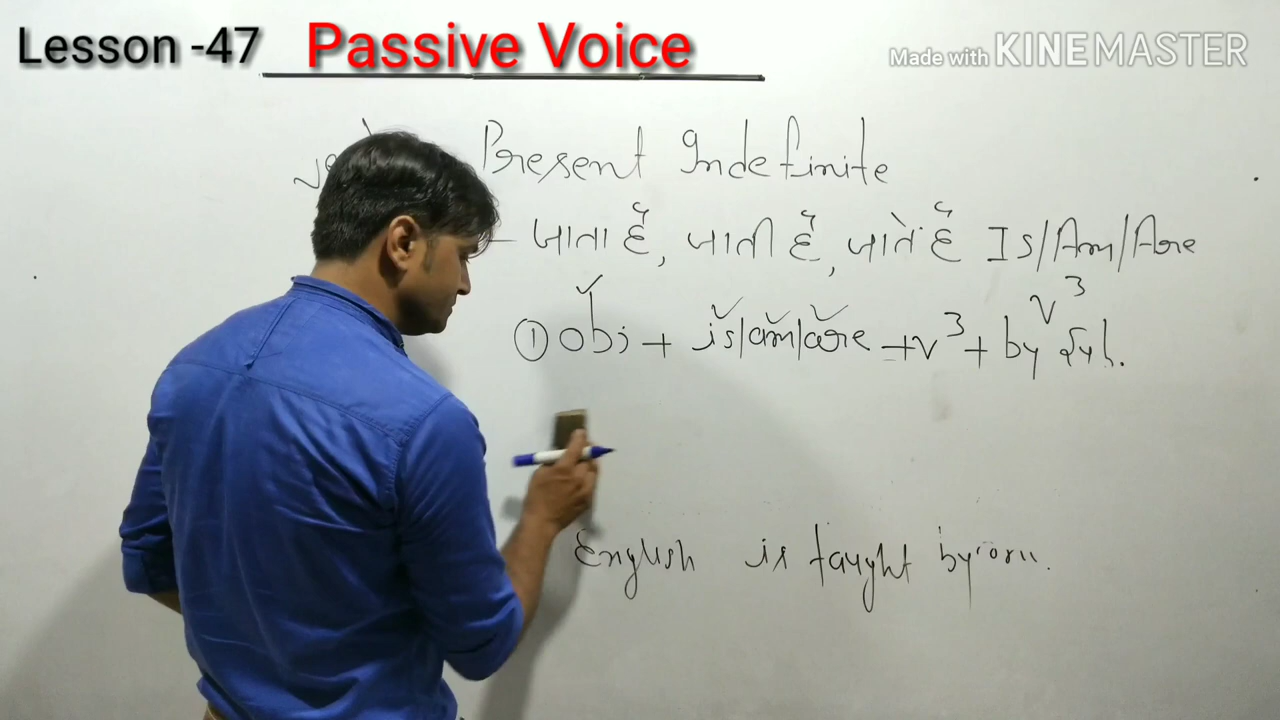 Lesson -47 Passive Voice
Made with KINEMASTER
Present Indefinite
- जाता है, जाती है, जाते है Is/Am/Are
① obj + is/am/are + v³ + by sub.
v³
English is taught by